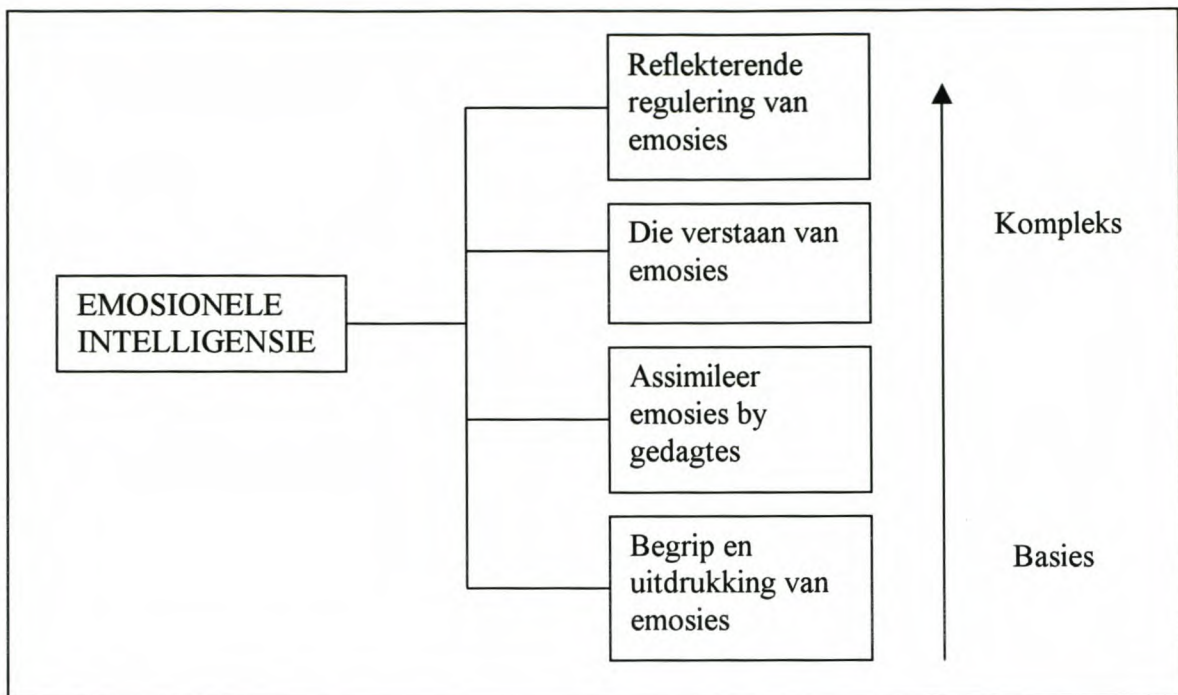 Reflekterende
regulering van
emosies
Die verstaan van
emosies
Kompleks
EMOSIONELE
INTELLIGENSIE
Assimileer
emosies by
gedagtes
Begrip en
uitdrukking van
emosies
Basies